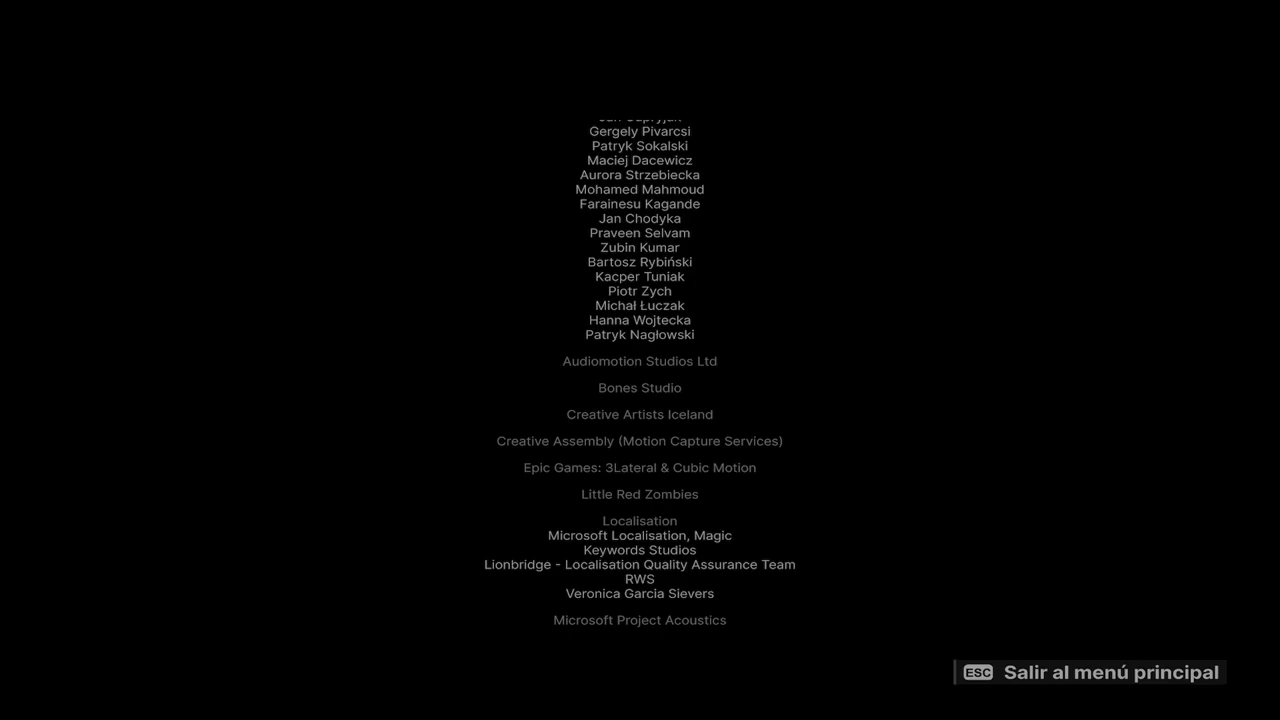 Gergely Pivarcsi
Patryk Sokalski
Maciej Dacewicz
Aurora Strzebiecka
Mohamed Mahmoud
Farainesu Kagande
Jan Chodyka
Praveen Selvam
Zubin Kumar
Bartosz Rybiński
Kacper Tuniak
Piotr Zych
Michał Łuczak
Hanna Wojtecka
Patryk Nagłowski
Audiomotion Studios Ltd
Bones Studio
Creative Artists Iceland
Creative Assembly (Motion Capture Services)
Epic Games: 3Lateral & Cubic Motion
Little Red Zombies
Localisation
Microsoft Localisation, Magic
Keywords Studios
Lionbridge - Localisation Quality Assurance Team
RWS
Veronica Garcia Sievers
Microsoft Project Acoustics
ESC Salir al menú principal